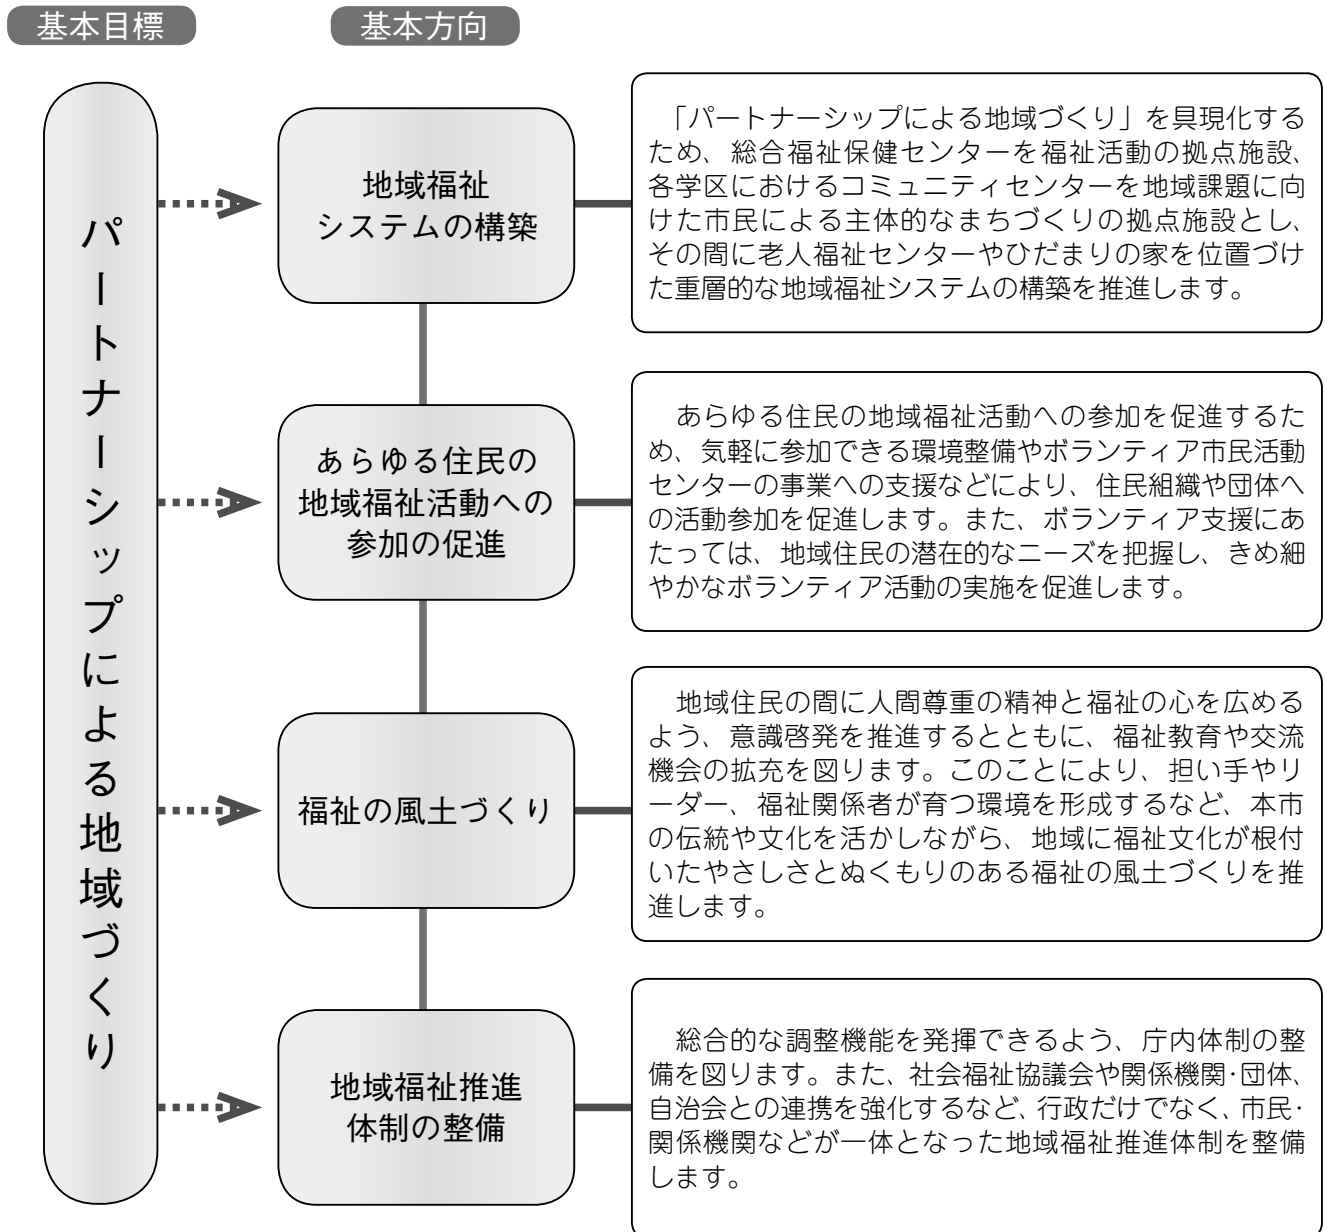 基本目標
基本方向
パートナーシップによる地域づくり
地域福祉
システムの構築
「パートナーシップによる地域づくり」を具現化する
ため、総合福祉保健センターを福祉活動の拠点施設、
各学区におけるコミュニティセンターを地域課題に向
けた市民による主体的なまちづくりの拠点施設とし、
その間に老人福祉センターやひだまりの家を位置づけ
た重層的な地域福祉システムの構築を推進します。
あらゆる住民の
地域福祉活動への
参加の促進
あらゆる住民の地域福祉活動への参加を促進するた
め、気軽に参加できる環境整備やボランティア市民活動
センターの事業への支援などにより、住民組織や団体へ
の活動参加を促進します。また、ボランティア支援にあ
たっては、地域住民の潜在的なニーズを把握し、きめ細
やかなボランティア活動の実施を促進します。
福祉の風土づくり
地域住民の間に人間尊重の精神と福祉の心を広める
よう、意識啓発を推進するとともに、福祉教育や交流
機会の拡充を図ります。このことにより、担い手やリ
ーダー、福祉関係者が育つ環境を形成するなど、本市
の伝統や文化を活かしながら、地域に福祉文化が根付
いたやさしさとぬくもりのある福祉の風土づくりを推
進します。
地域福祉推進
体制の整備
総合的な調整機能を発揮できるよう、庁内体制の整
備を図ります。また、社会福祉協議会や関係機関・団体、
自治会との連携を強化するなど、行政だけでなく、市民・
関係機関などが一体となった地域福祉推進体制を整備
します。